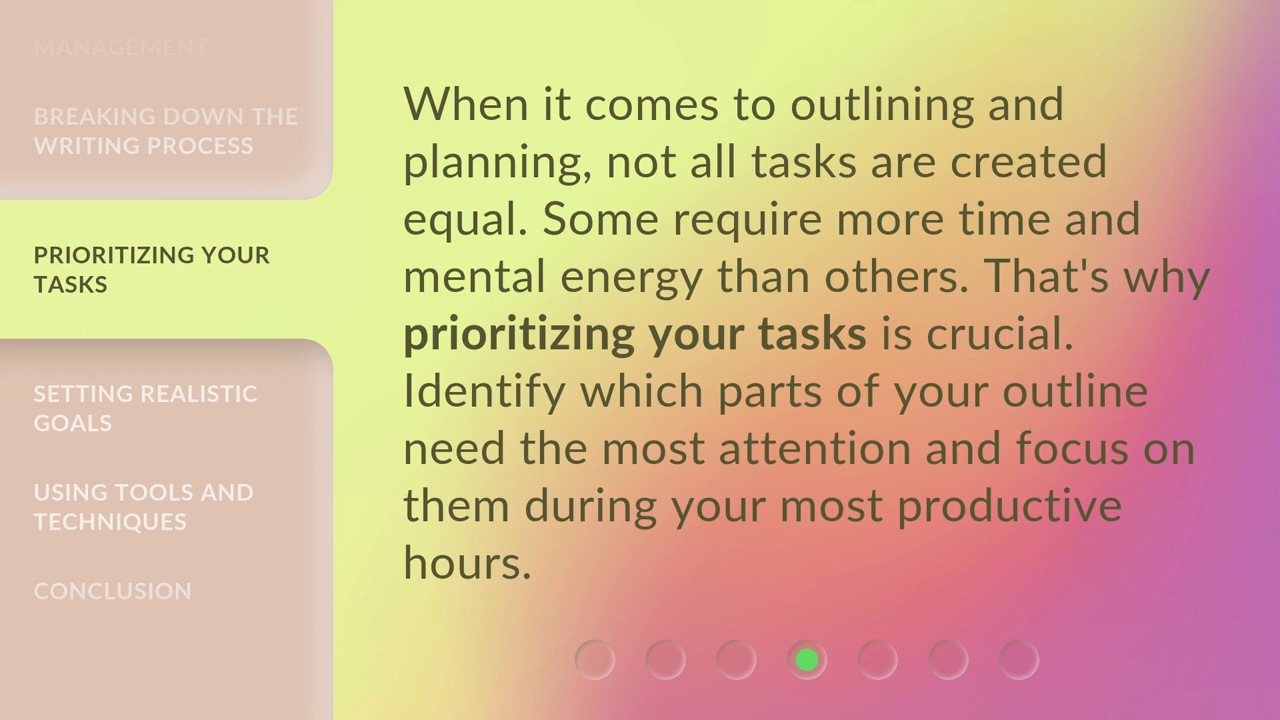 MANAGEMENT
BREAKING DOWN THE
WRITING PROCESS
PRIORITIZING YOUR
TASKS
SETTING REALISTIC
GOALS
USING TOOLS AND
TECHNIQUES
CONCLUSION
When it comes to outlining and
planning, not all tasks are created
equal. Some require more time and
mental energy than others. That's why
prioritizing your tasks is crucial.
Identify which parts of your outline
need the most attention and focus on
them during your most productive
hours.